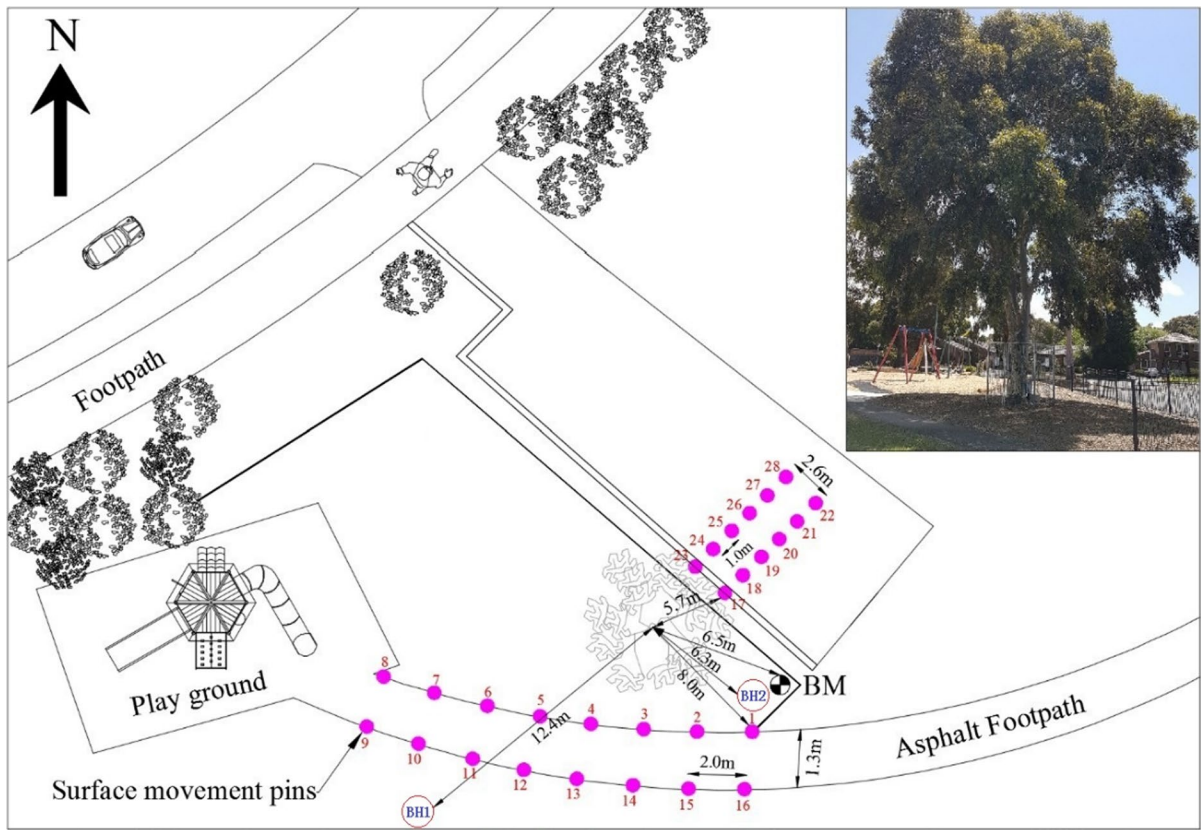 N
Footpath
28
2.6m
27
22
26
21
25
20
24
1.0m
19
23
18
17
5.7m
6.5m
6.3m
8.0m
BH2
BM
8
7
6
5
4
3
2
1
12.4m
Play ground
Asphalt Footpath
9
10
11
12
13
14
15
16
2.0m
1.3m
Surface movement pins
BH1